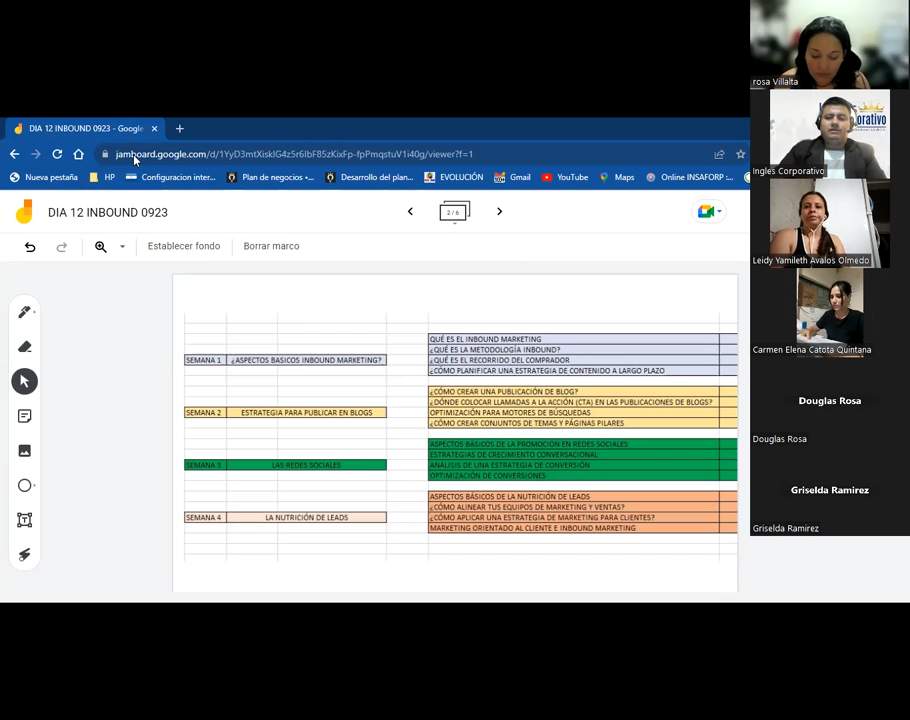 DIA 12 INBOUND 0923 - Google
jamboard.google.com/d/1YyD3mtXisklG4z5r6IbF85zKixFp-fpPmqstuV1i40g/viewer?f=1
Nueva pestaña
HP
Configuracion inter...
Plan de negocios •...
Desarrollo del plan...
EVOLUCIÓN
Gmail
YouTube
Maps
Online INSAFORP :...
DIA 12 INBOUND 0923
2 / 6
Establecer fondo
Borrar marco
QUÉ ES EL INBOUND MARKETING
¿QUÉ ES LA METODOLOGÍA INBOUND?
SEMANA 1 ¿ASPECTOS BASICOS INBOUND MARKETING? ¿QUÉ ES EL RECORRIDO DEL COMPRADOR
¿CÓMO PLANIFICAR UNA ESTRATEGIA DE CONTENIDO A LARGO PLAZO
¿CÓMO CREAR UNA PUBLICACIÓN DE BLOG?
¿DÓNDE COLOCAR LLAMADAS A LA ACCIÓN (CTA) EN LAS PUBLICACIONES DE BLOGS?
SEMANA 2 ESTRATEGIA PARA PUBLICAR EN BLOGS OPTIMIZACIÓN PARA MOTORES DE BÚSQUEDAS
¿CÓMO CREAR CONJUNTOS DE TEMAS Y PÁGINAS PILARES
ASPECTOS BÁSICOS DE LA PROMOCIÓN EN REDES SOCIALES
ESTRATEGIAS DE CRECIMIENTO CONVERSACIONAL
SEMANA 3 LAS REDES SOCIALES ANÁLISIS DE UNA ESTRATEGIA DE CONVERSIÓN
OPTIMIZACIÓN DE CONVERSIONES
ASPECTOS BÁSICOS DE LA NUTRICIÓN DE LEADS
¿CÓMO ALINEAR TUS EQUIPOS DE MARKETING Y VENTAS?
SEMANA 4 LA NUTRICIÓN DE LEADS ¿CÓMO APLICAR UNA ESTRATEGIA DE MARKETING PARA CLIENTES?
MARKETING ORIENTADO AL CLIENTE E INBOUND MARKETING
rosa Villalta
Ingles Corporativo
Leidy Yamileth Avalos Olmedo
Carmen Elena Catota Quintana
Douglas Rosa
Douglas Rosa
Griselda Ramirez
Griselda Ramirez